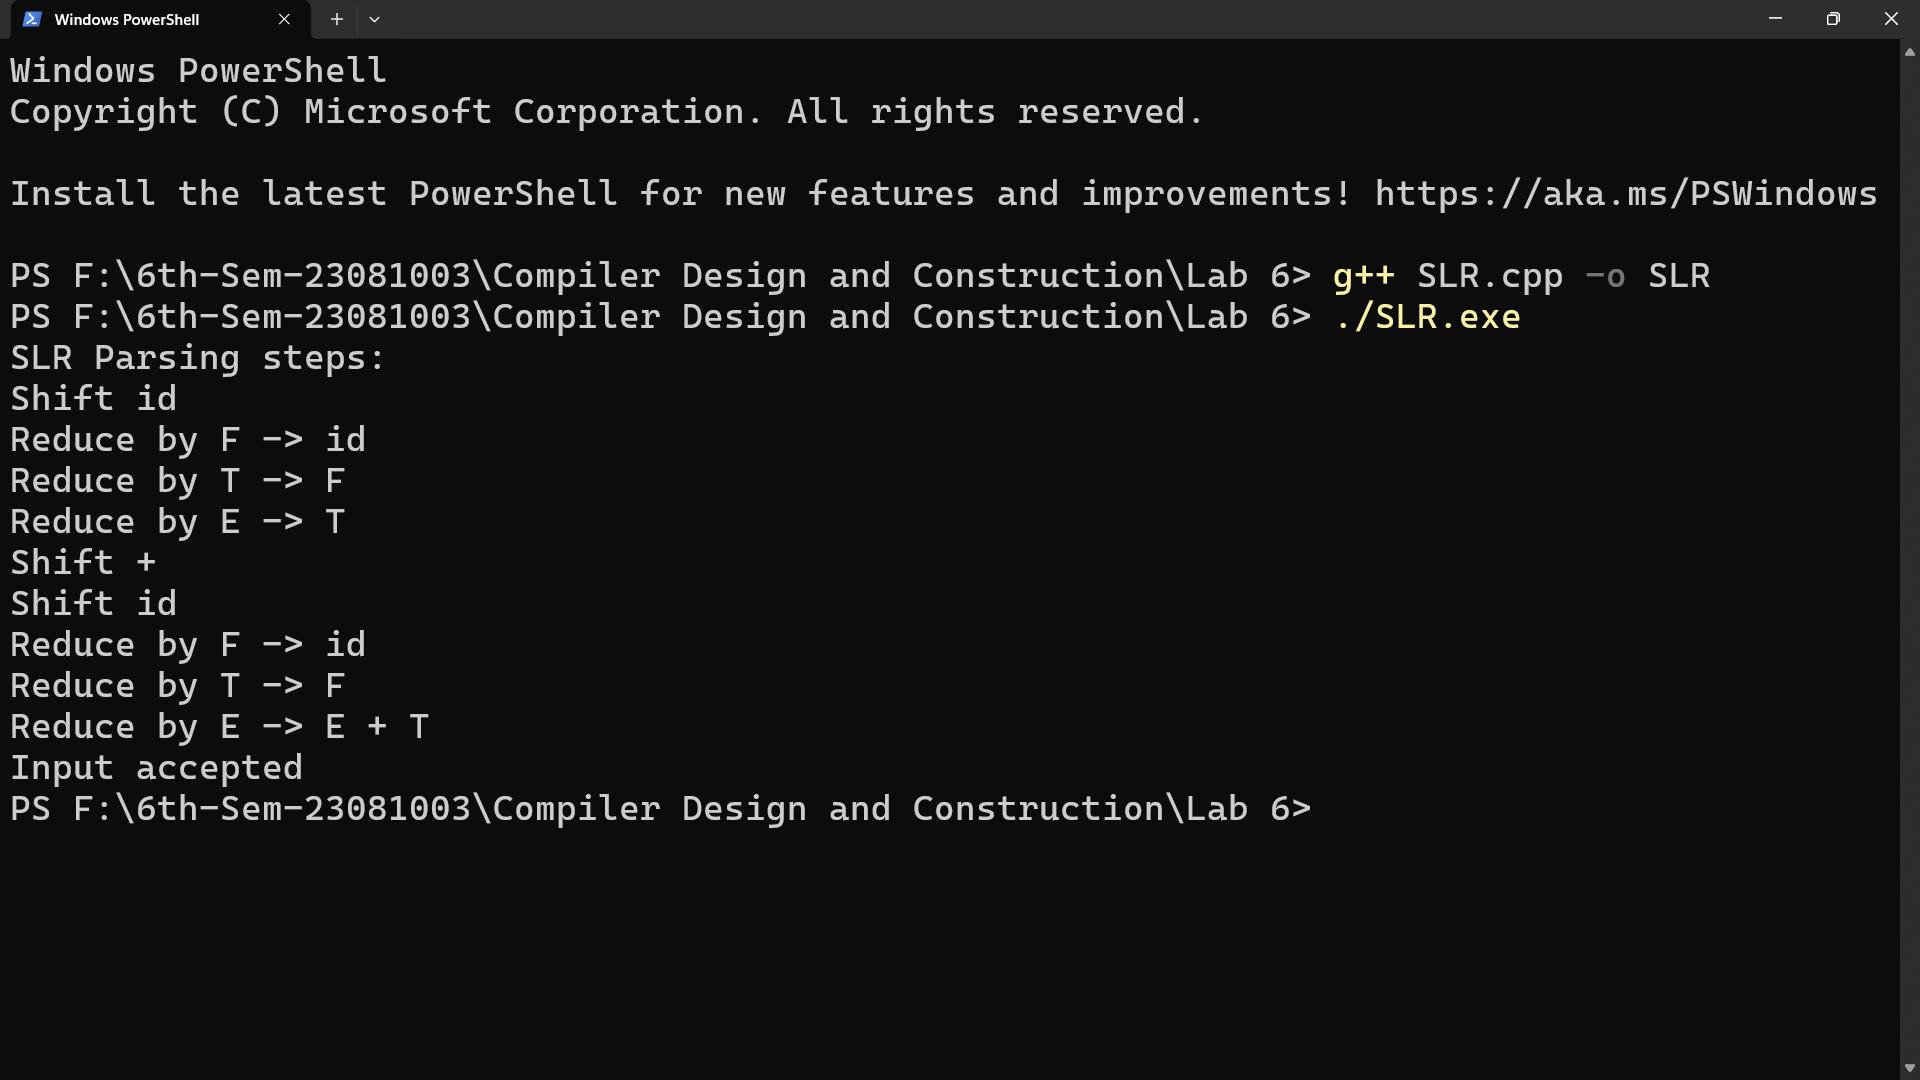 Windows PowerShell
Windows PowerShell
Copyright (C) Microsoft Corporation. All rights reserved.
Install the latest PowerShell for new features and improvements! https://aka.ms/PSWindows
PS F:\6th-Sem-23081003\Compiler Design and Construction\Lab 6> g++ SLR.cpp -o SLR
PS F:\6th-Sem-23081003\Compiler Design and Construction\Lab 6> ./SLR.exe
SLR Parsing steps:
Shift id
Reduce by F -> id
Reduce by T -> F
Reduce by E -> T
Shift +
Shift id
Reduce by F -> id
Reduce by T -> F
Reduce by E -> E + T
Input accepted
PS F:\6th-Sem-23081003\Compiler Design and Construction\Lab 6>